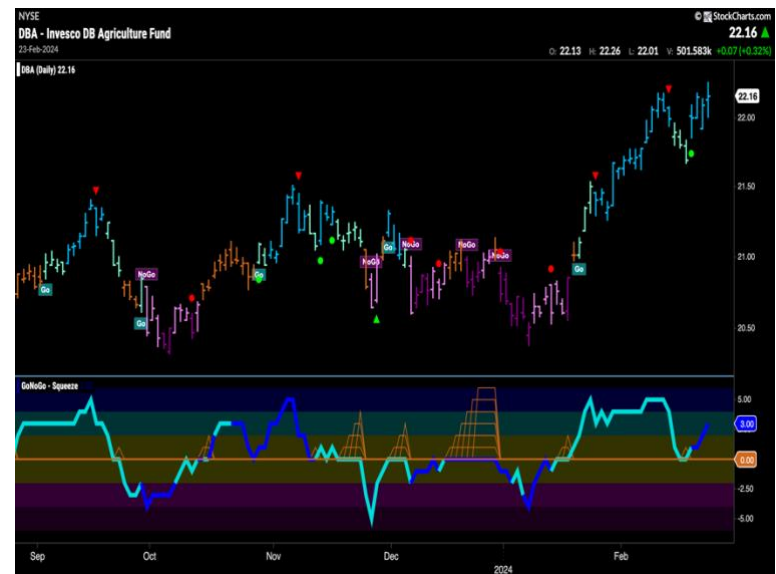 NYSE
© StockCharts.com
DBA - Invesco DB Agriculture Fund
22.16
23-Feb-2024
O: 22.13 H: 22.26 L: 22.01 V: 501.583k +0.07 (+0.32%)
DBA (Daily) 22.16
22.16
22.00
21.50
21.00
20.50
Go
NoGo
Go
Go
NoGo
Go
NoGo
NoGo
NoGo
Go
GoNoGo - Squeeze
5.00
3.00
0.00
-2.50
-5.00
Sep Oct Nov Dec Feb
2024